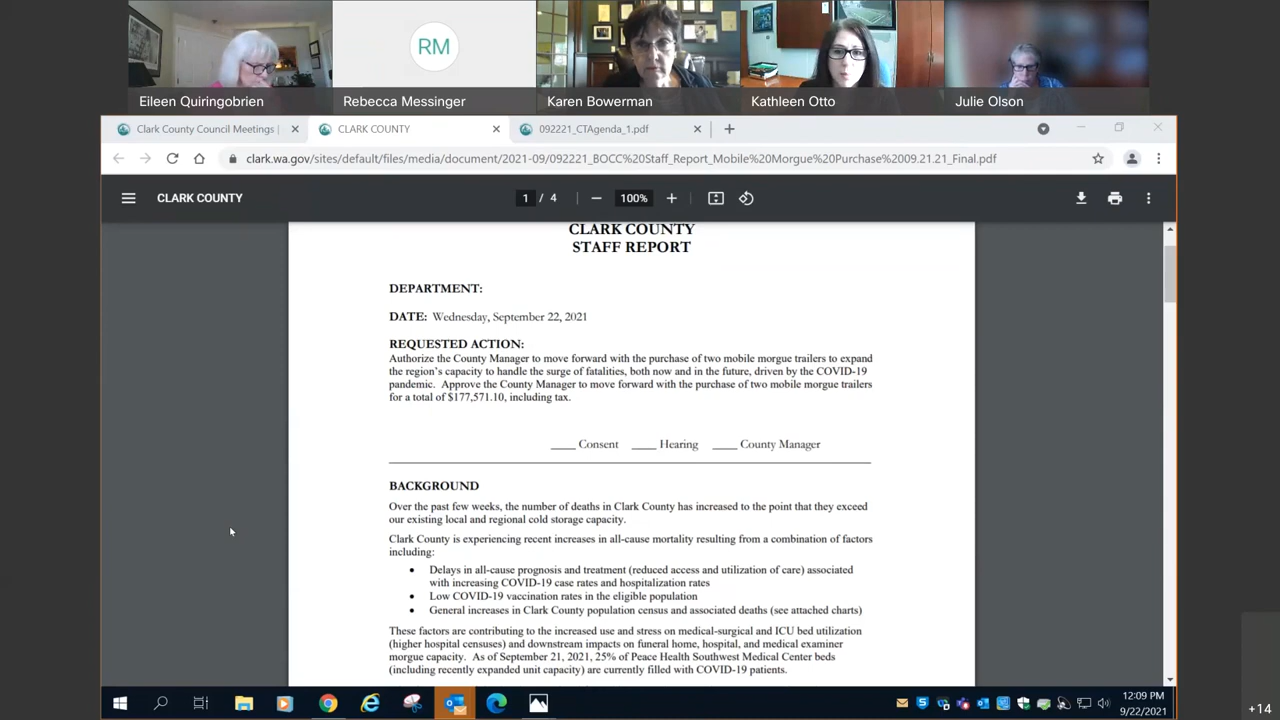 RM
Eileen Quiringobrien
Rebecca Messinger
Karen Bowerman
Kathleen Otto
Julie Olson
Clark County Council Meetings |
CLARK COUNTY
092221_CTAgenda_1.pdf
clark.wa.gov/sites/default/files/media/document/2021-09/092221_BOCC%20Staff_Report_Mobile%20Morgue%20Purchase%2009.21.21_Final.pdf
CLARK COUNTY
1 / 4
100%
CLARK COUNTY
STAFF REPORT
DEPARTMENT:
DATE: Wednesday, September 22, 2021
REQUESTED ACTION:
Authorize the County Manager to move forward with the purchase of two mobile morgue trailers to expand
the region's capacity to handle the surge of fatalities, both now and in the future, driven by the COVID-19
pandemic. Approve the County Manager to move forward with the purchase of two mobile morgue trailers
for a total of $177,571.10, including tax.
____ Consent ____ Hearing ____ County Manager
BACKGROUND
Over the past few weeks, the number of deaths in Clark County has increased to the point that they exceed
our existing local and regional cold storage capacity.
Clark County is experiencing recent increases in all-cause mortality resulting from a combination of factors
including:
• Delays in all-cause prognosis and treatment (reduced access and utilization of care) associated
with increasing COVID-19 case rates and hospitalization rates
• Low COVID-19 vaccination rates in the eligible population
• General increases in Clark County population census and associated deaths (see attached charts)
These factors are contributing to the increased use and stress on medical-surgical and ICU bed utilization
(higher hospital censuses) and downstream impacts on funeral home, hospital, and medical examiner
morgue capacity. As of September 21, 2021, 25% of Peace Health Southwest Medical Center beds
(including recently expanded unit capacity) are currently filled with COVID-19 patients.
12:09 PM
9/22/2021
+14